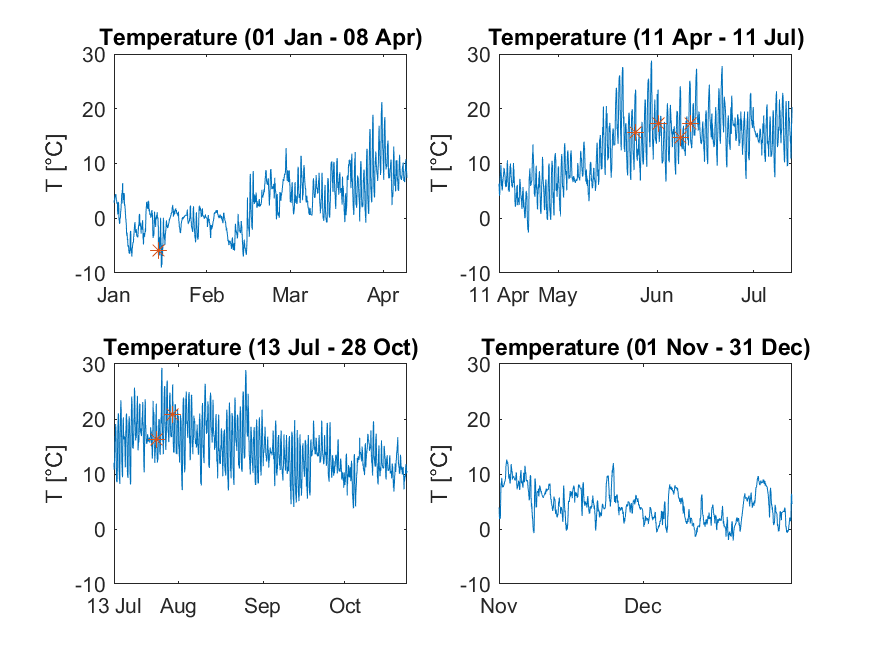 Temperature (01 Jan - 08 Apr)
30
20
10
0
-10
T [°C]
Jan Feb Mar Apr
Temperature (11 Apr - 11 Jul)
30
20
10
0
-10
T [°C]
11 Apr May Jun Jul
Temperature (13 Jul - 28 Oct)
30
20
10
0
-10
T [°C]
13 Jul Aug Sep Oct
Temperature (01 Nov - 31 Dec)
30
20
10
0
-10
T [°C]
Nov Dec